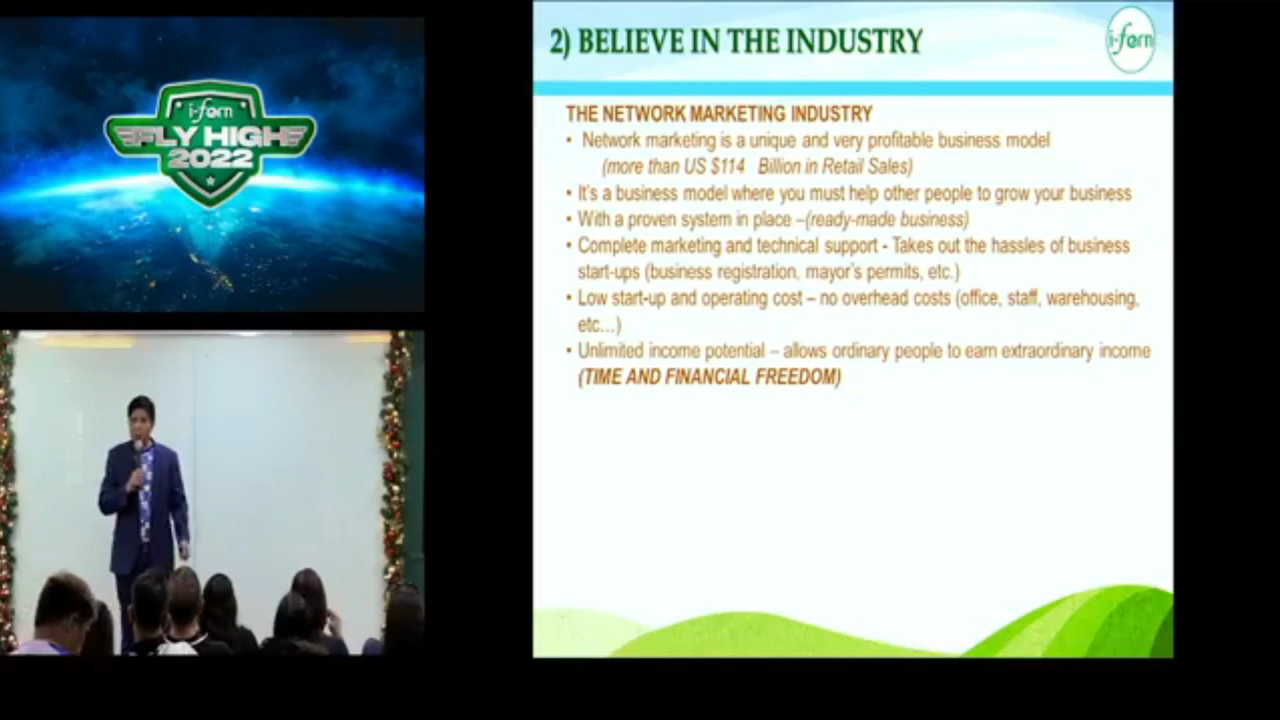 i-fern
FLY HIGH
2022
2) BELIEVE IN THE INDUSTRY
i-fern
THE NETWORK MARKETING INDUSTRY
• Network marketing is a unique and very profitable business model
(more than US $114 Billion in Retail Sales)
• It's a business model where you must help other people to grow your business
• With a proven system in place –(ready-made business)
• Complete marketing and technical support - Takes out the hassles of business
start-ups (business registration, mayor's permits, etc.)
• Low start-up and operating cost – no overhead costs (office, staff, warehousing,
etc...)
• Unlimited income potential – allows ordinary people to earn extraordinary income
(TIME AND FINANCIAL FREEDOM)